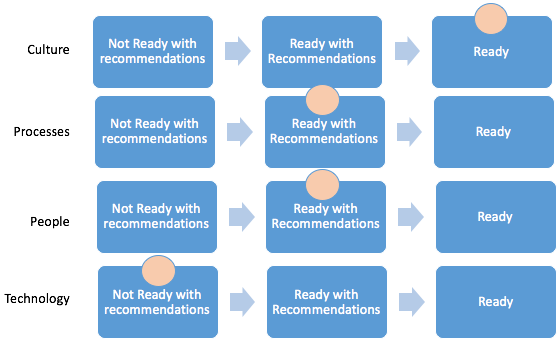 Culture
Not Ready with
recommendations
Ready with
Recommendations
Ready
Processes
Not Ready with
recommendations
Ready with
Recommendations
Ready
People
Not Ready with
recommendations
Ready with
Recommendations
Ready
Technology
Not Ready with
recommendations
Ready with
Recommendations
Ready